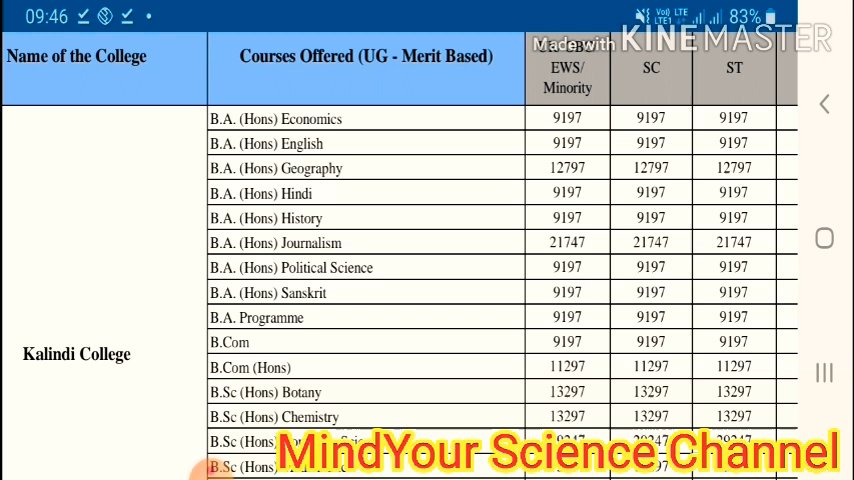 09:46 Vo)) LTE LTE1 83%
Made with KINEMASTER
Name of the College Courses Offered (UG - Merit Based) EWS/ Minority SC ST
B.A. (Hons) Economics 9197 9197 9197
B.A. (Hons) English 9197 9197 9197
B.A. (Hons) Geography 12797 12797 12797
B.A. (Hons) Hindi 9197 9197 9197
B.A. (Hons) History 9197 9197 9197
B.A. (Hons) Journalism 21747 21747 21747
B.A. (Hons) Political Science 9197 9197 9197
B.A. (Hons) Sanskrit 9197 9197 9197
B.A. Programme 9197 9197 9197
B.Com 9197 9197 9197
Kalindi College
B.Com (Hons) 11297 11297 11297
B.Sc (Hons) Botany 13297 13297 13297
B.Sc (Hons) Chemistry 13297 13297 13297
B.Sc (Hons)
MindYour Science Channel
B.Sc (Hons)